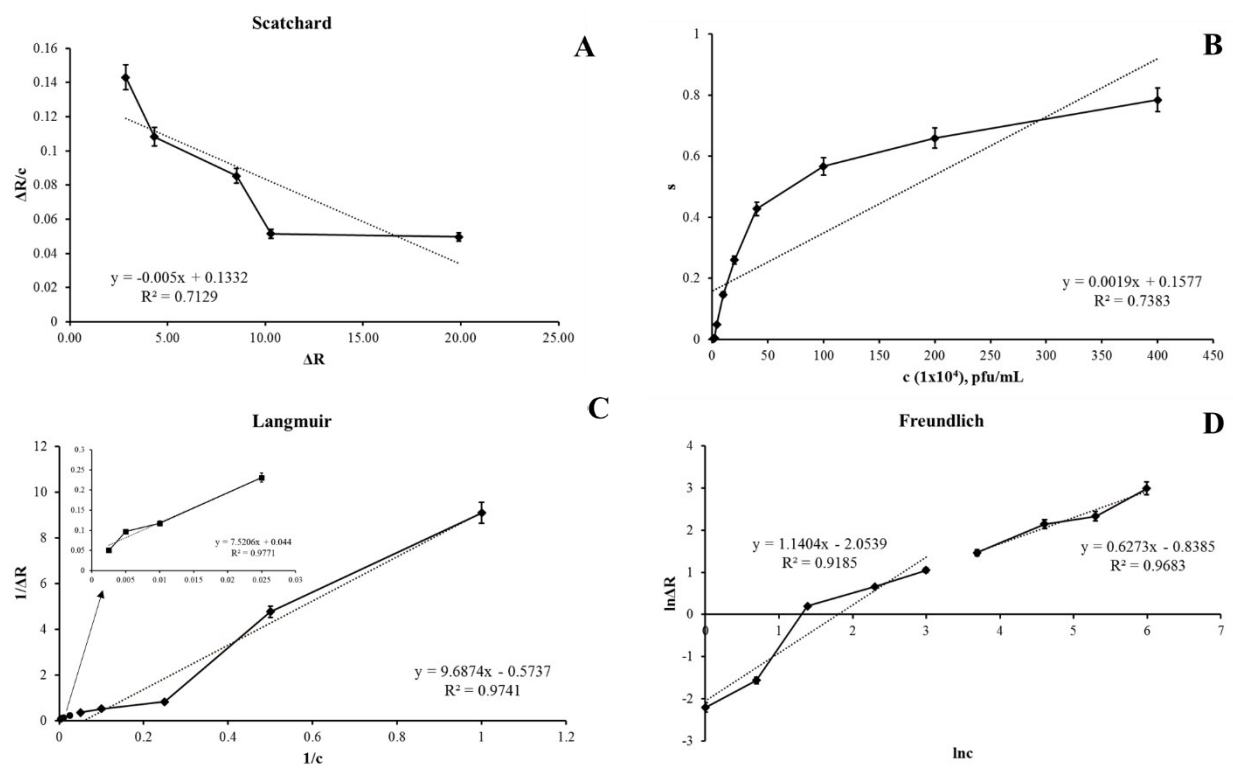 Scatchard
A
ΔR/c
0.16
0.14
0.12
0.1
0.08
0.06
0.04
0.02
0
y = -0.005x + 0.1332
R² = 0.7129
0.00 5.00 10.00 15.00 20.00 25.00
ΔR
B
s
1
0.8
0.6
0.4
0.2
0
y = 0.0019x + 0.1577
R² = 0.7383
0 50 100 150 200 250 300 350 400 450
c (1x10⁴), pfu/mL
Langmuir
C
1/ΔR
12
10
8
6
4
2
0
0.3
0.25
0.2
0.15
0.1
0.05
0
y = 7.5206x + 0.044
R² = 0.9771
0 0.005 0.01 0.015 0.02 0.025 0.03
y = 9.6874x - 0.5737
R² = 0.9741
0 0.2 0.4 0.6 0.8 1 1.2
1/c
Freundlich
D
lnΔR
4
3
2
1
0
-1
-2
-3
y = 1.1404x - 2.0539
R² = 0.9185
y = 0.6273x - 0.8385
R² = 0.9683
0 1 2 3 4 5 6 7
lnc